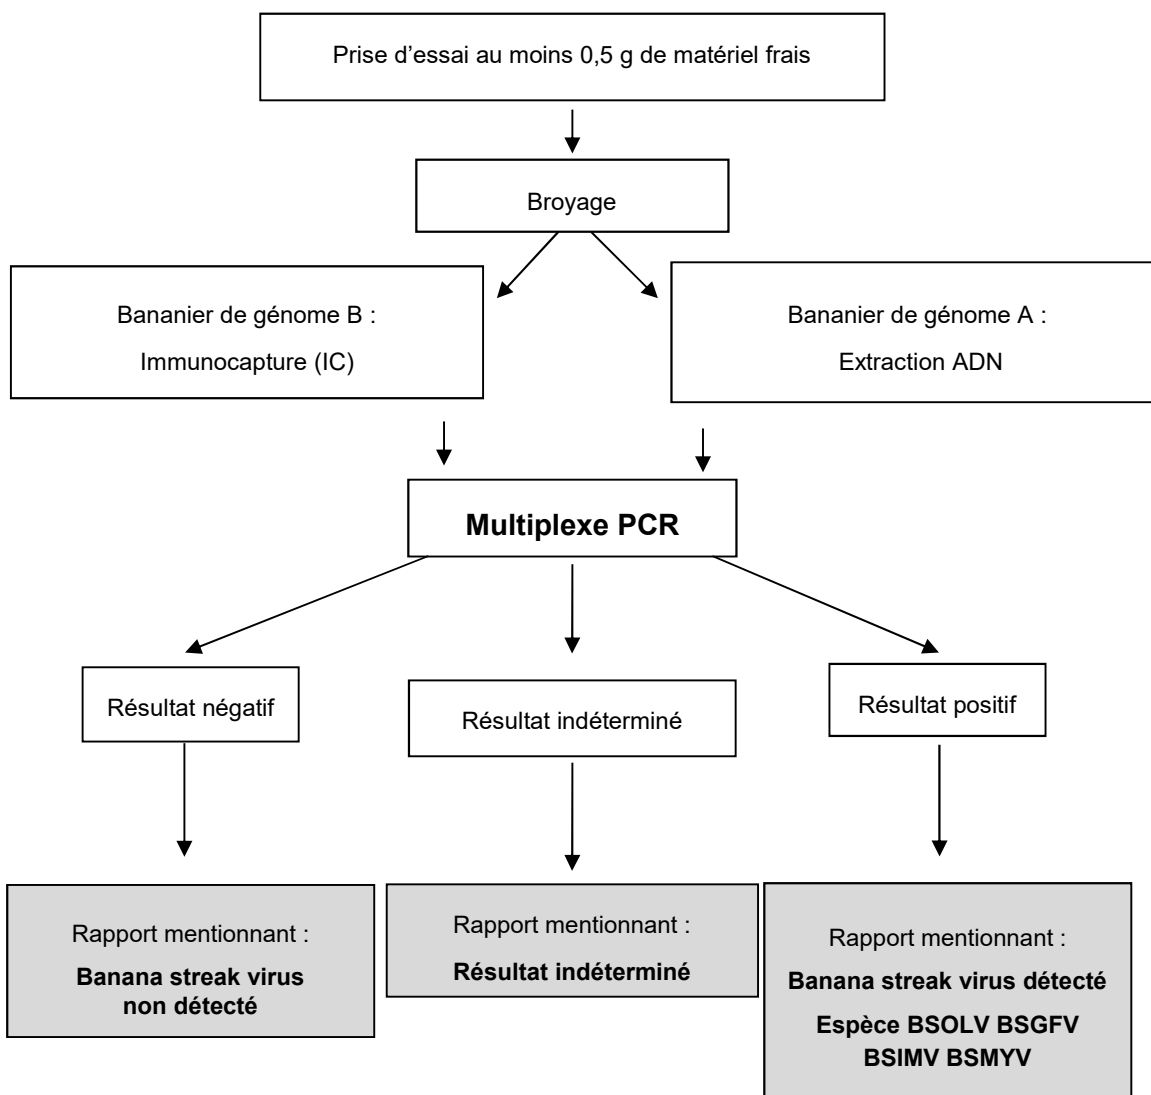 Prise d'essai au moins 0,5 g de matériel frais
Broyage
Bananier de génome B :
Immunocapture (IC)
Bananier de génome A :
Extraction ADN
Multiplexe PCR
Résultat négatif
Résultat indéterminé
Résultat positif
Rapport mentionnant :
Banana streak virus
non détecté
Rapport mentionnant :
Résultat indéterminé
Rapport mentionnant :
Banana streak virus détecté
Espèce BSOLV BSGFV
BSIMV BSMYV